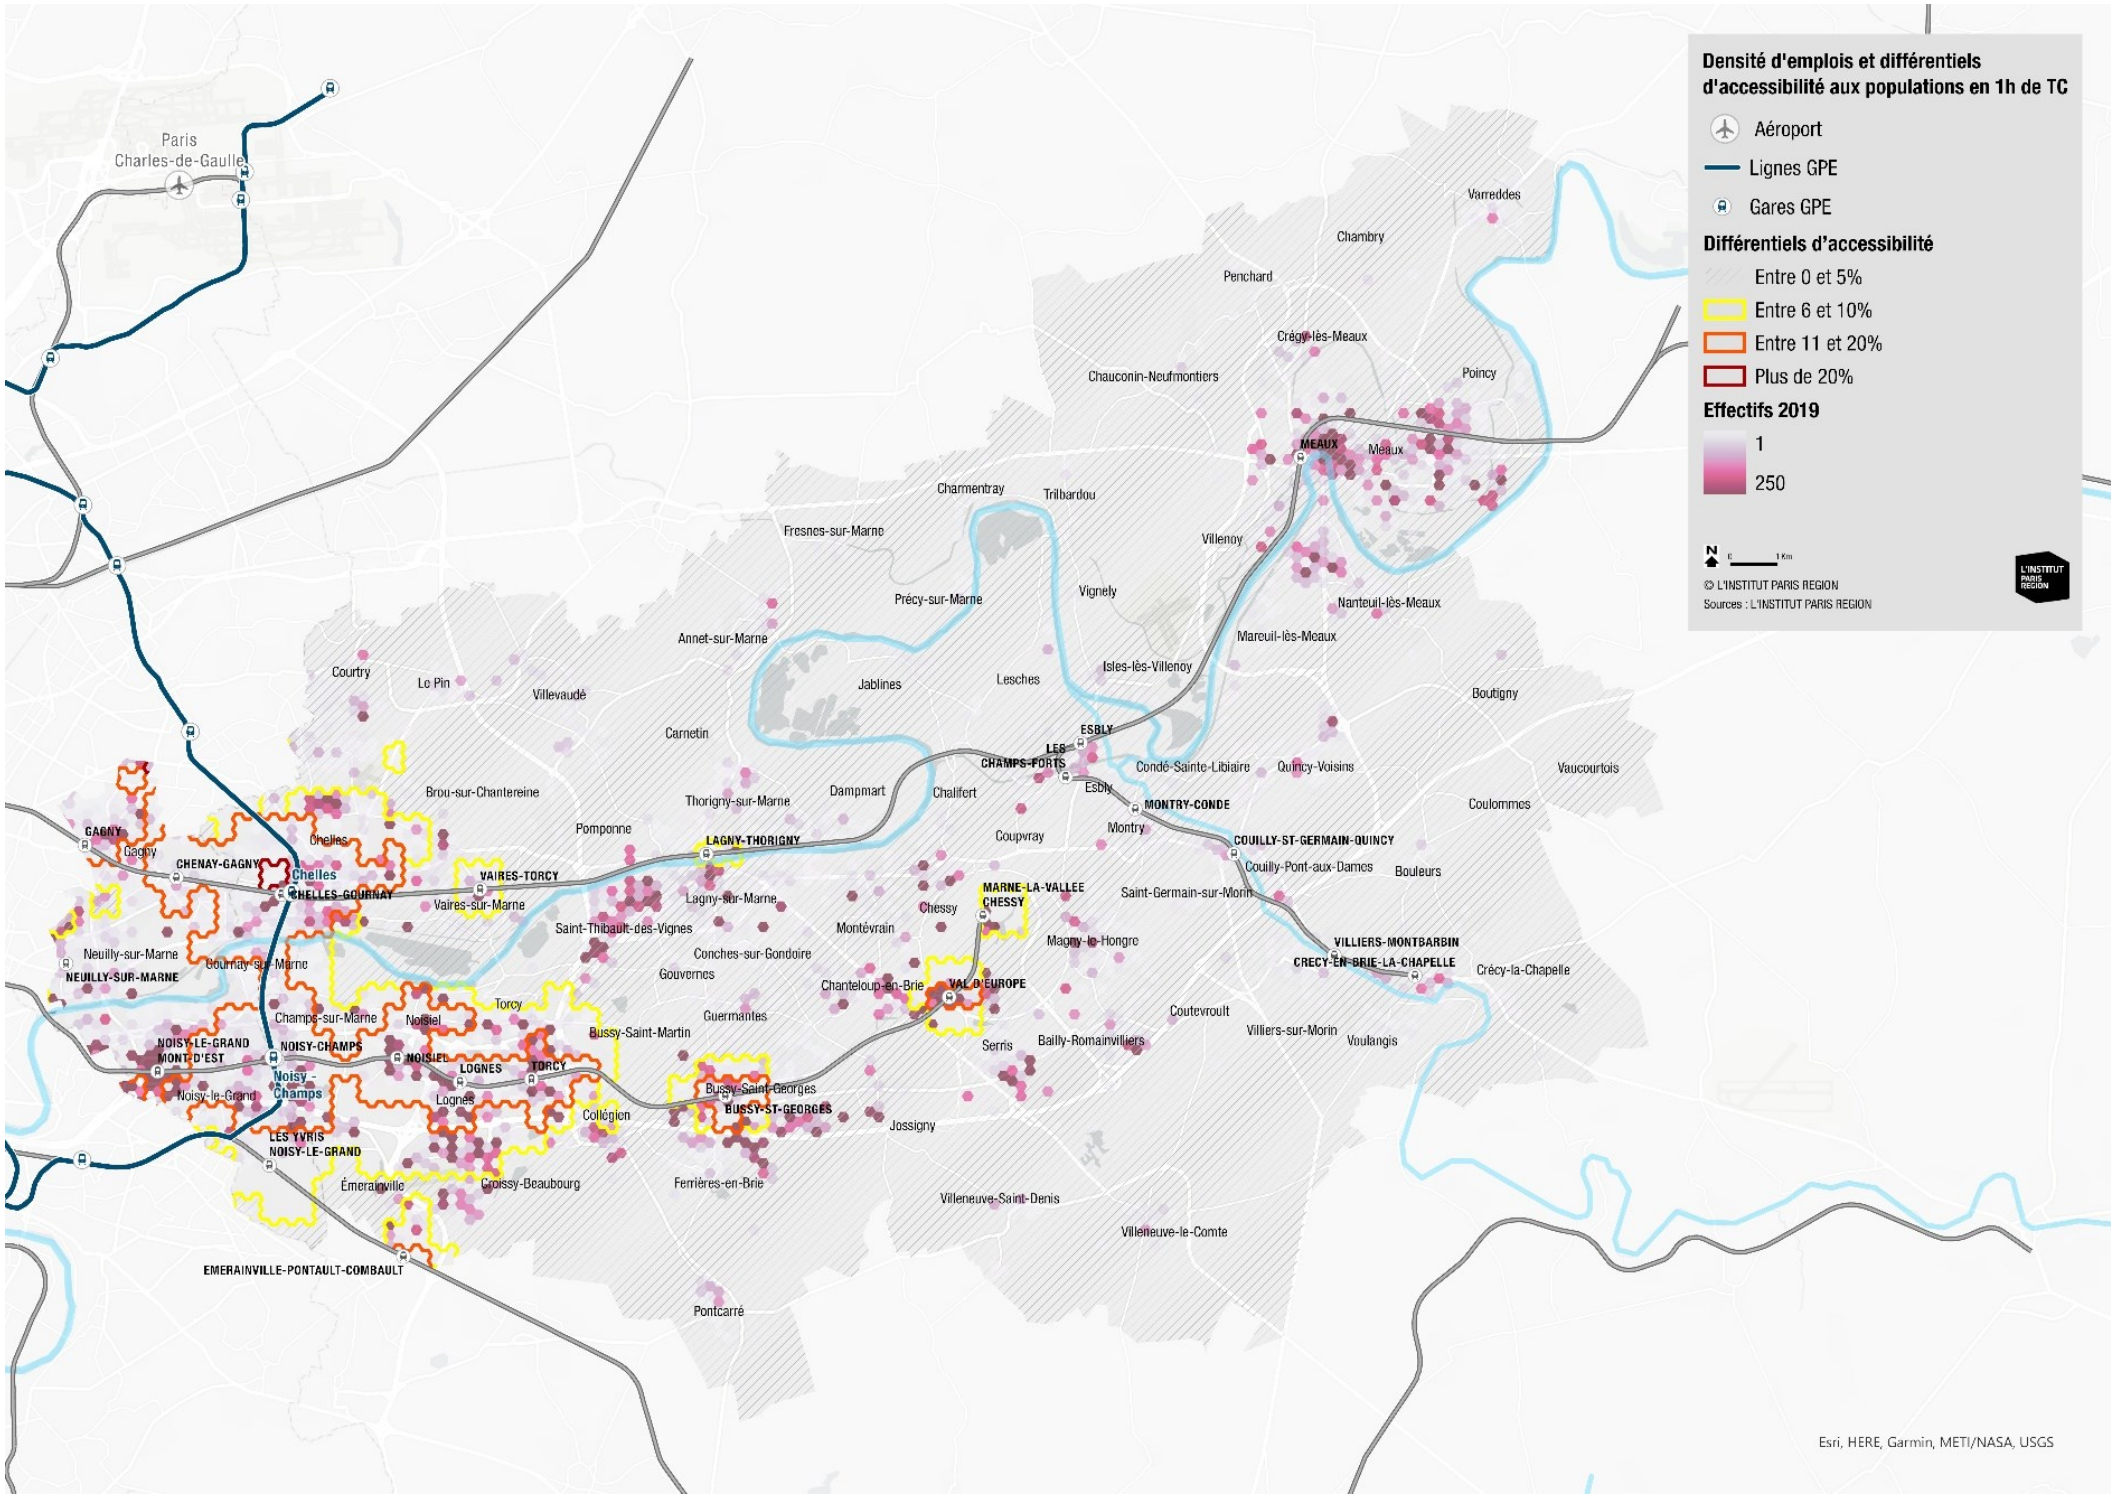 Densité d'emplois et différentiels
d'accessibilité aux populations en 1h de TC
Aéroport
Lignes GPE
Gares GPE
Différentiels d'accessibilité
Entre 0 et 5%
Entre 6 et 10%
Entre 11 et 20%
Plus de 20%
Effectifs 2019
1
250
N
0 1 Km
© L'INSTITUT PARIS REGION
Sources : L'INSTITUT PARIS REGION
L'INSTITUT
PARIS
REGION
Paris
Charles-de-Gaulle
Varreddes
Chambry
Penchard
Crégy-lès-Meaux
Chauconin-Neufmontiers
Poincy
MEAUX
Meaux
Charmentray
Trilbardou
Fresnes-sur-Marne
Villenoy
Précy-sur-Marne
Vignely
Nanteuil-lès-Meaux
Annet-sur-Marne
Mareuil-lès-Meaux
Courtry
Le Pin
Villevaudé
Jablines
Lesches
Isles-lès-Villenoy
Boutigny
Carnetin
ESBLY
LES
CHAMPS-FORTS
Condé-Sainte-Libiaire
Quincy-Voisins
Vaucourtois
Brou-sur-Chantereine
Thorigny-sur-Marne
Dampmart
Chalifert
Esbly
MONTRY-CONDE
Coulommes
GAGNY
Gagny
Chelles
Pomponne
LAGNY-THORIGNY
Coupvray
Montry
COUILLY-ST-GERMAIN-QUINCY
CHENAY-GAGNY
Chelles
CHELLES-GOURNAY
VAIRES-TORCY
Vaires-sur-Marne
Couilly-Pont-aux-Dames
Bouleurs
MARNE-LA-VALLEE
CHESSY
Saint-Germain-sur-Morin
Lagny-sur-Marne
Chessy
Saint-Thibault-des-Vignes
Montévrain
Magny-le-Hongre
VILLIERS-MONTBARBIN
CRECY-EN-BRIE-LA-CHAPELLE
Crécy-la-Chapelle
Neuilly-sur-Marne
NEUILLY-SUR-MARNE
Gournay-sur-Marne
Conches-sur-Gondoire
Gouvernes
Chanteloup-en-Brie
VAL D'EUROPE
Torcy
Champs-sur-Marne
Noisiel
Guermantes
Coutevroult
Bussy-Saint-Martin
Villiers-sur-Morin
Voulangis
Serris
Bailly-Romainvilliers
NOISY-LE-GRAND
MONT-D'EST
NOISY-CHAMPS
NOISIEL
LOGNES
TORCY
Noisy -
Champs
Noisy-le-Grand
Lognes
Bussy-Saint-Georges
BUSSY-ST-GEORGES
Collégien
Jossigny
LES YVRIS
NOISY-LE-GRAND
Émerainville
Croissy-Beaubourg
Ferrières-en-Brie
Villeneuve-Saint-Denis
Villeneuve-le-Comte
EMERAINVILLE-PONTAULT-COMBAULT
Pontcarré
Esri, HERE, Garmin, METI/NASA, USGS